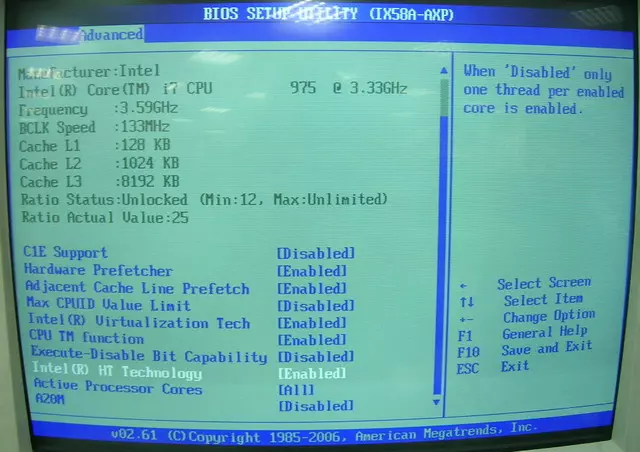 BIOS SETUP UTILITY (IX58A-AXP)
Advanced
Manufacturer:Intel
Intel(R) Core(TM) i7 CPU 975 @ 3.33GHz
Frequency :3.59GHz
BCLK Speed :133MHz
Cache L1 :128 KB
Cache L2 :1024 KB
Cache L3 :8192 KB
Ratio Status:Unlocked (Min:12, Max:Unlimited)
Ratio Actual Value:25
C1E Support [Disabled]
Hardware Prefetcher [Enabled]
Adjacent Cache Line Prefetch [Enabled]
Max CPUID Value Limit [Disabled]
Intel(R) Virtualization Tech [Enabled]
CPU TM function [Enabled]
Execute-Disable Bit Capability [Disabled]
Intel(R) HT Technology [Enabled]
Active Processor Cores [All]
A20M [Disabled]
When 'Disabled' only
one thread per enabled
core is enabled.
← Select Screen
↑↓ Select Item
+- Change Option
F1 General Help
F10 Save and Exit
ESC Exit
v02.61 (C)Copyright 1985-2006, American Megatrends, Inc.